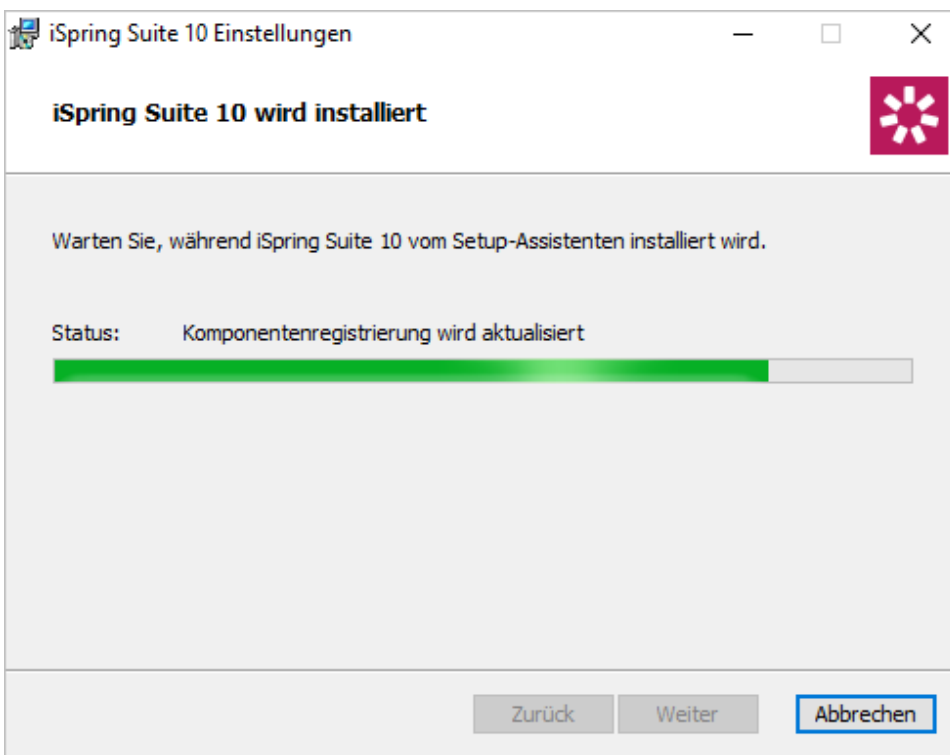 iSpring Suite 10 Einstellungen
iSpring Suite 10 wird installiert
Warten Sie, während iSpring Suite 10 vom Setup-Assistenten installiert wird.
Status: Komponentenregistrierung wird aktualisiert
Zurück Weiter Abbrechen